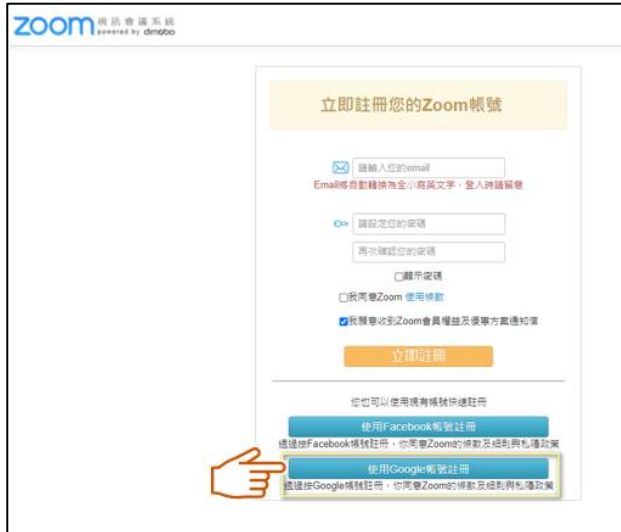 zoom 視訊會議系統
powered by dimobo
立即註冊您的Zoom帳號
請輸入您的email
Email將自動轉換為全小寫英文字，登入時請留意
請設定您的密碼
再次確認您的密碼
顯示密碼
我同意Zoom 使用條款
我願意收到Zoom會員權益及優專方案通知信
立即註冊
您也可以使用現有帳號快速註冊
使用Facebook帳號註冊
透過按Facebook帳號註冊，你同意Zoom的條款及細則與私隱政策
使用Google帳號註冊
透過按Google帳號註冊，你同意Zoom的條款及細則與私隱政策